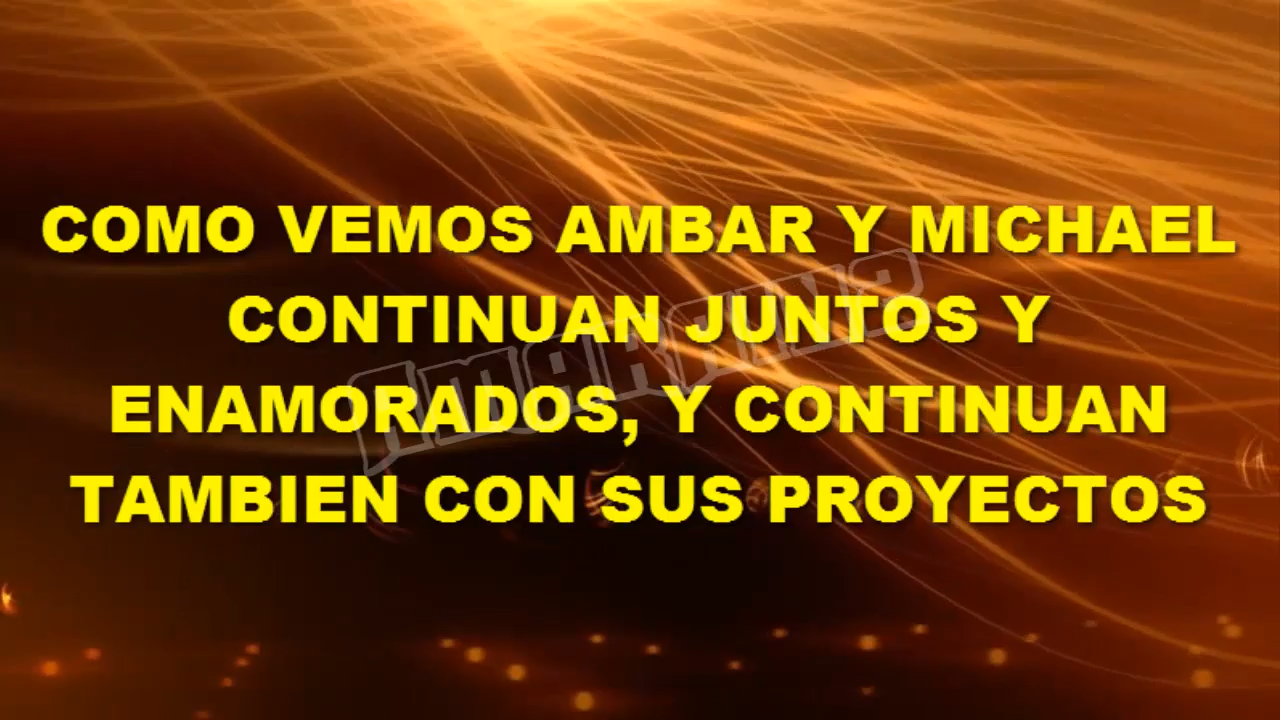 COMO VEMOS AMBAR Y MICHAEL
CONTINUAN JUNTOS Y
ENAMORADOS, Y CONTINUAN
TAMBIEN CON SUS PROYECTOS